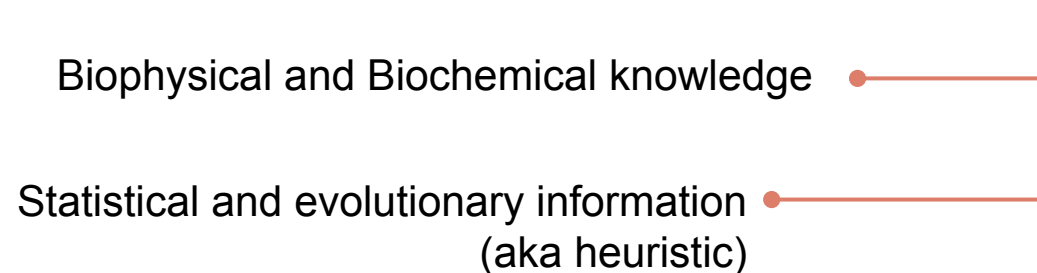 Biophysical and Biochemical knowledge
Statistical and evolutionary information
(aka heuristic)